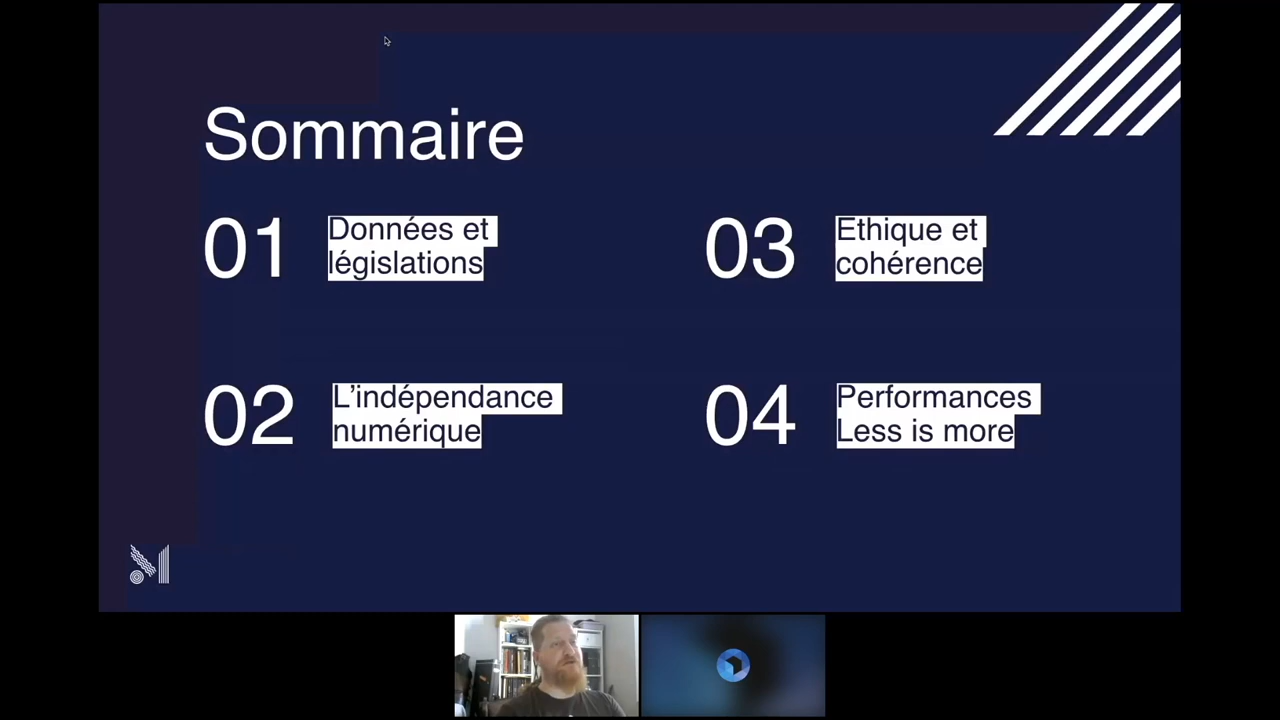 Sommaire
01
Données et
législations
02
L’indépendance
numérique
03
Ethique et
cohérence
04
Performances
Less is more